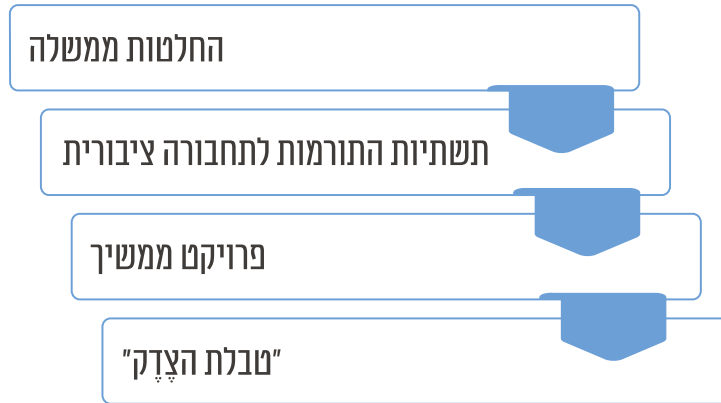 החלטות ממשלה
תשתיות התורמות לתחבורה ציבורית
פרויקט ממשיך
"טבלת הצֶדֶק"